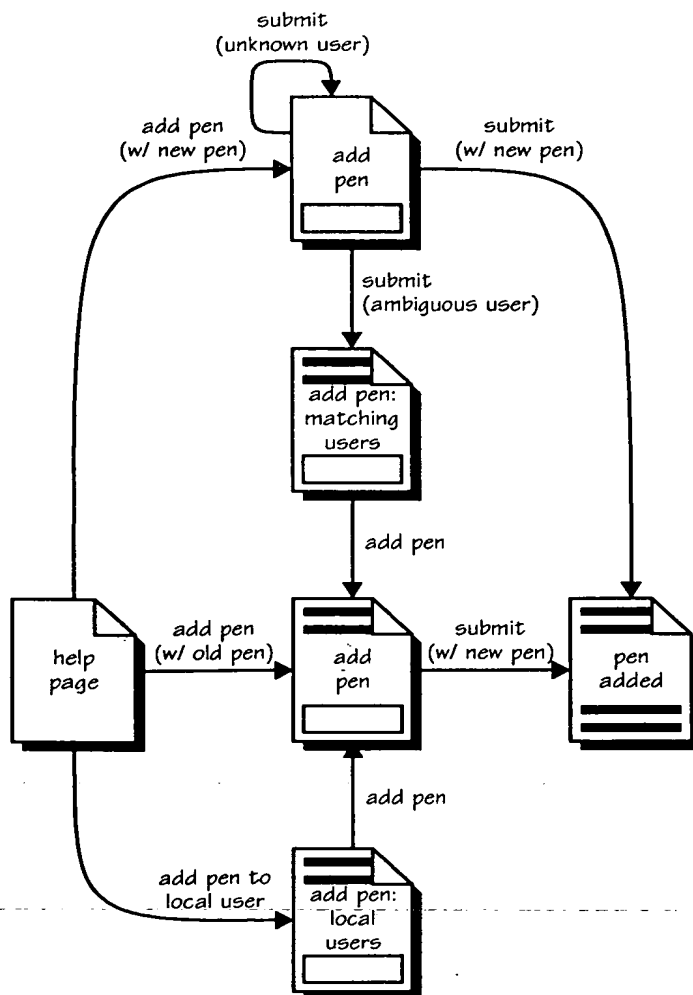 submit
(unknown user)
add pen
(w/ new pen)
add
pen
submit
(w/ new pen)
submit
(ambiguous user)
add pen:
matching
users
add pen
help
page
add pen
(w/ old pen)
add
pen
submit
(w/ new pen)
pen
added
add pen
add pen to
local user
add pen:
local
users